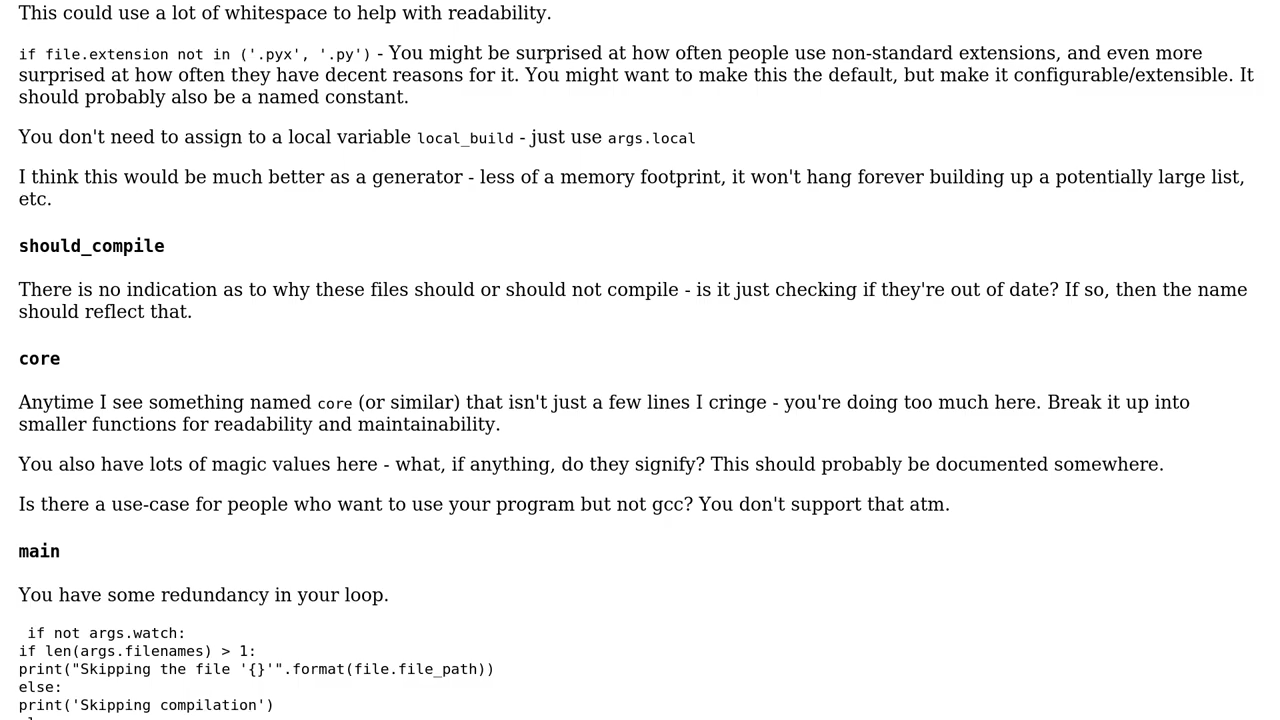 This could use a lot of whitespace to help with readability.
if file.extension not in ('.pyx', '.py') - You might be surprised at how often people use non-standard extensions, and even more
surprised at how often they have decent reasons for it. You might want to make this the default, but make it configurable/extensible. It
should probably also be a named constant.
You don't need to assign to a local variable local_build - just use args.local
I think this would be much better as a generator - less of a memory footprint, it won't hang forever building up a potentially large list,
etc.
should_compile
There is no indication as to why these files should or should not compile - is it just checking if they're out of date? If so, then the name
should reflect that.
core
Anytime I see something named core (or similar) that isn't just a few lines I cringe - you're doing too much here. Break it up into
smaller functions for readability and maintainability.
You also have lots of magic values here - what, if anything, do they signify? This should probably be documented somewhere.
Is there a use-case for people who want to use your program but not gcc? You don't support that atm.
main
You have some redundancy in your loop.
if not args.watch:
if len(args.filenames) > 1:
print("Skipping the file '{}'".format(file.file_path))
else:
print('Skipping compilation')